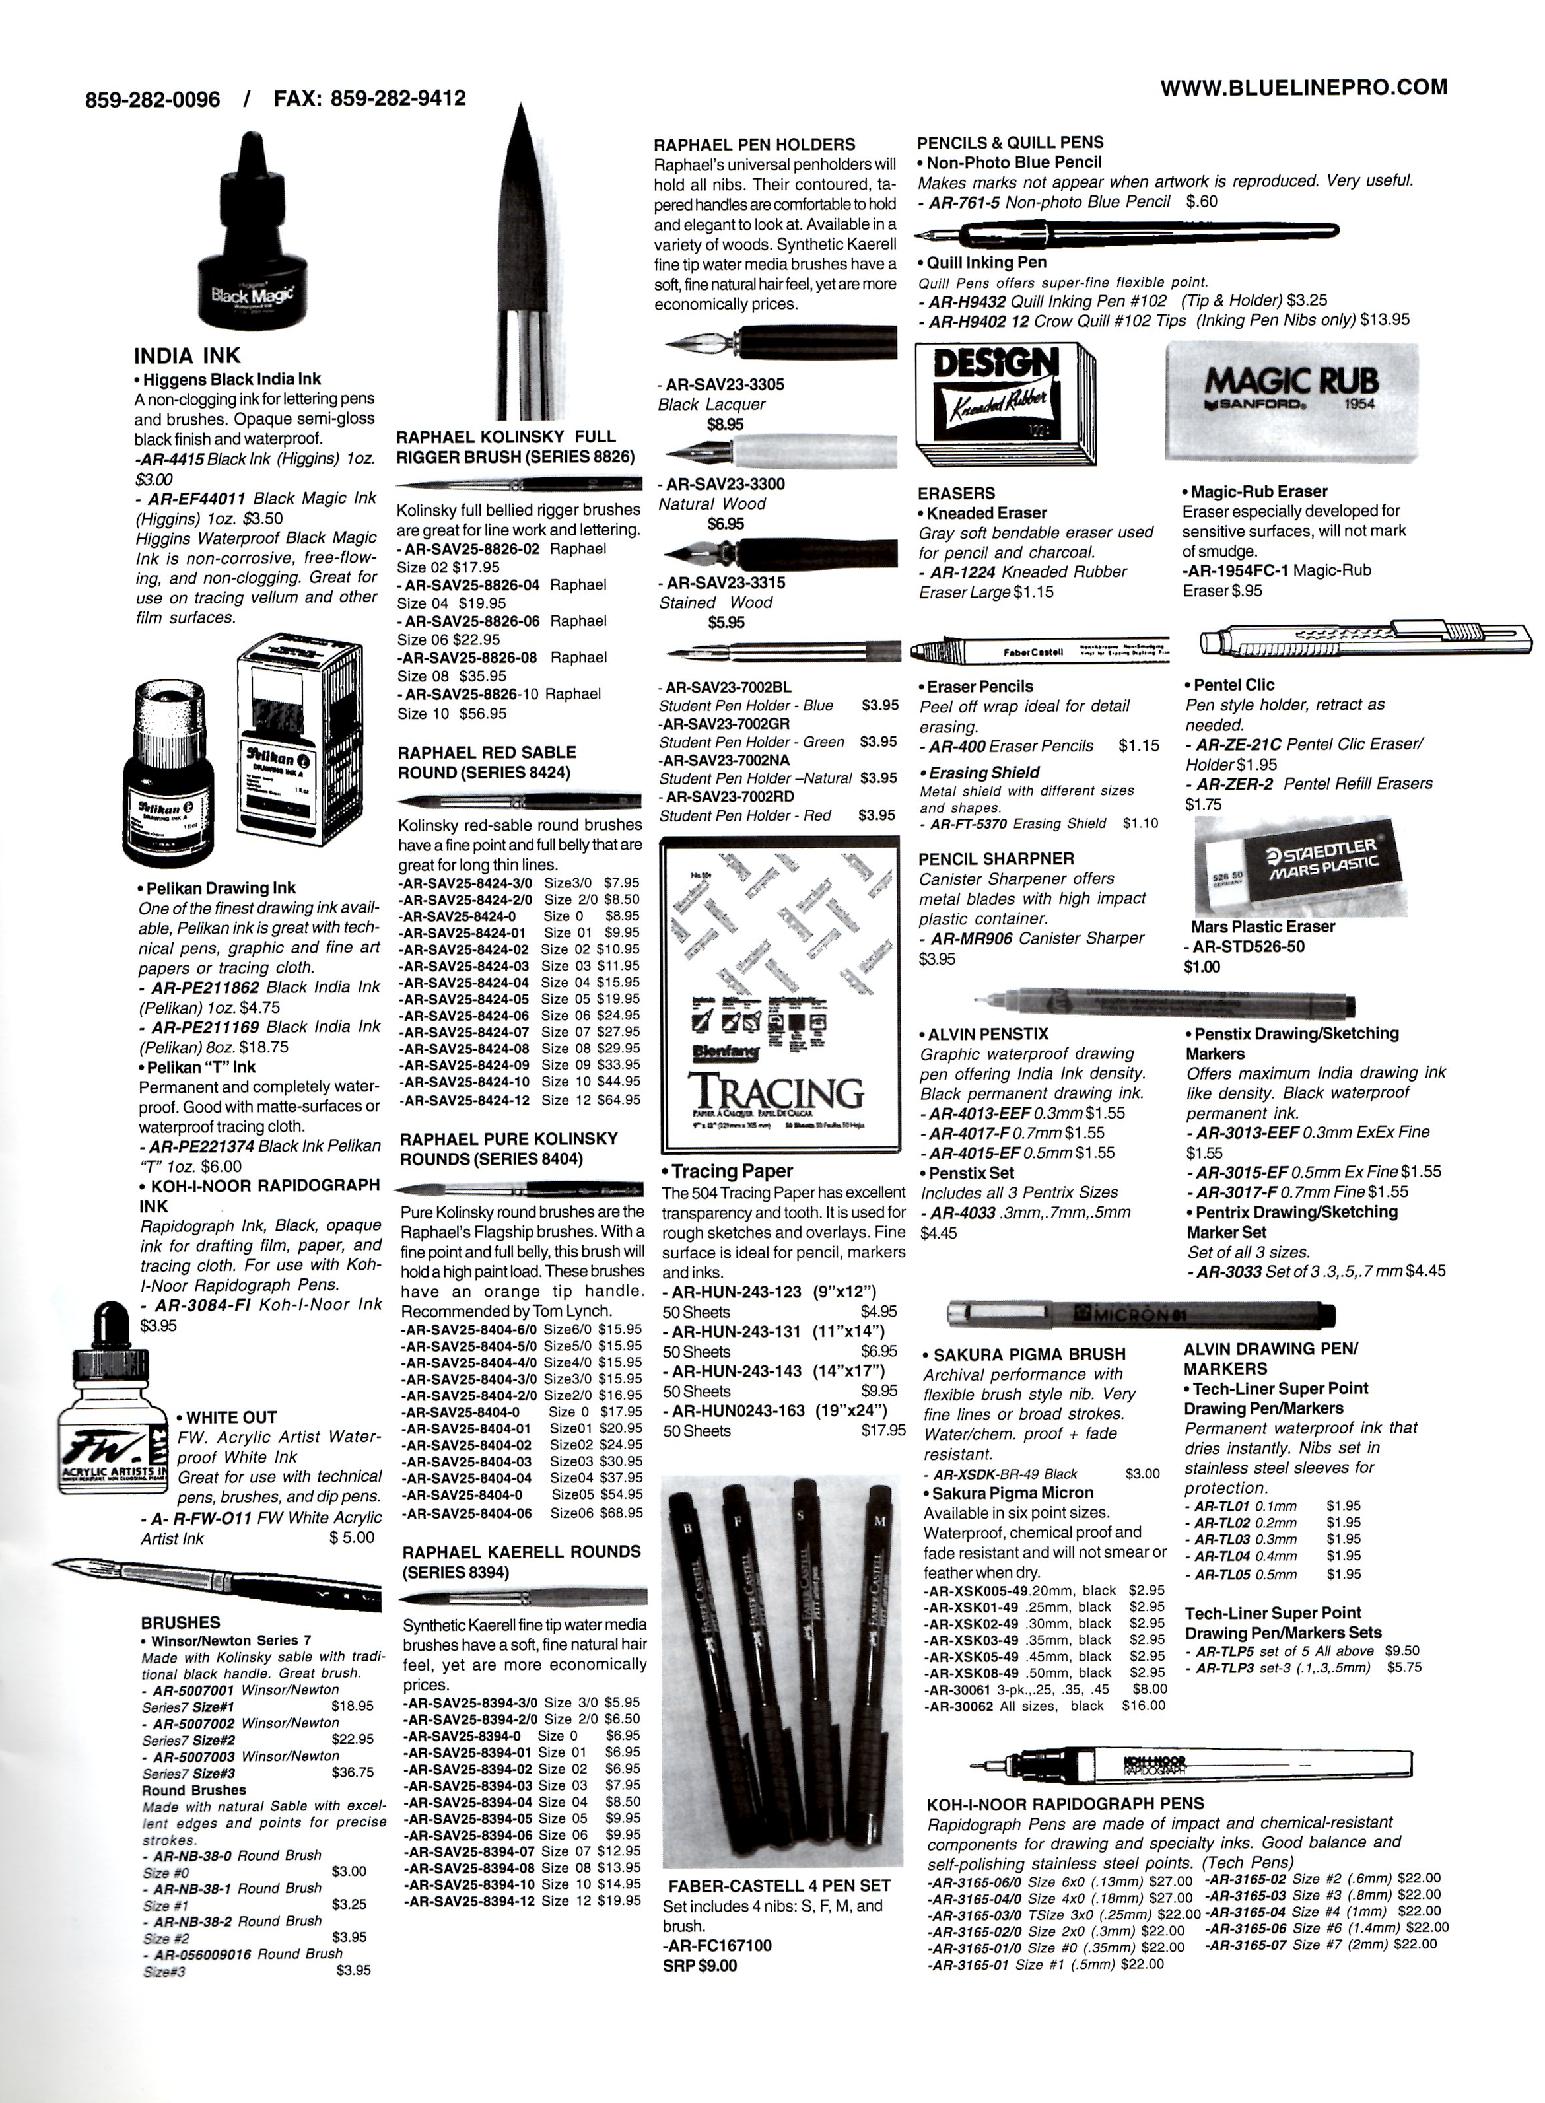 859-282-0096 / FAX: 859-282-9412
WWW.BLUELINEPRO.COM
Higgins
Black Magic
INDIA INK
• Higgens Black India Ink
A non-clogging ink for lettering pens
and brushes. Opaque semi-gloss
black finish and waterproof.
-AR-4415 Black Ink (Higgins) 1oz.
$3.00
- AR-EF44011 Black Magic Ink
(Higgins) 1oz. $3.50
Higgins Waterproof Black Magic
Ink is non-corrosive, free-flow-
ing, and non-clogging. Great for
use on tracing vellum and other
film surfaces.
Pelikan
DRAWING INK A
Pelikan
DRAWING INK A
• Pelikan Drawing Ink
One of the finest drawing ink avail-
able, Pelikan ink is great with tech-
nical pens, graphic and fine art
papers or tracing cloth.
- AR-PE211862 Black India Ink
(Pelikan) 1oz. $4.75
- AR-PE211169 Black India Ink
(Pelikan) 8oz. $18.75
• Pelikan "T" Ink
Permanent and completely water-
proof. Good with matte-surfaces or
waterproof tracing cloth.
- AR-PE221374 Black Ink Pelikan
"T" 1oz. $6.00
• KOH-I-NOOR RAPIDOGRAPH
INK
Rapidograph Ink, Black, opaque
ink for drafting film, paper, and
tracing cloth. For use with Koh-
I-Noor Rapidograph Pens.
- AR-3084-FI Koh-I-Noor Ink
$3.95
FW.
ACRYLIC ARTISTS IN
• WHITE OUT
FW. Acrylic Artist Water-
proof White Ink
Great for use with technical
pens, brushes, and dip pens.
- A- R-FW-O11 FW White Acrylic
Artist Ink $ 5.00
BRUSHES
• Winsor/Newton Series 7
Made with Kolinsky sable with tradi-
tional black handle. Great brush.
- AR-5007001 Winsor/Newton
Series7 Size#1 $18.95
- AR-5007002 Winsor/Newton
Series7 Size#2 $22.95
- AR-5007003 Winsor/Newton
Series7 Size#3 $36.75
Round Brushes
Made with natural Sable with excel-
lent edges and points for precise
strokes.
- AR-NB-38-0 Round Brush
Size #0 $3.00
- AR-NB-38-1 Round Brush
Size #1 $3.25
- AR-NB-38-2 Round Brush
Size #2 $3.95
- AR-056009016 Round Brush
Size#3 $3.95
RAPHAEL KOLINSKY FULL
RIGGER BRUSH (SERIES 8826)
Kolinsky full bellied rigger brushes
are great for line work and lettering.
- AR-SAV25-8826-02 Raphael
Size 02 $17.95
- AR-SAV25-8826-04 Raphael
Size 04 $19.95
- AR-SAV25-8826-06 Raphael
Size 06 $22.95
-AR-SAV25-8826-08 Raphael
Size 08 $35.95
- AR-SAV25-8826-10 Raphael
Size 10 $56.95
RAPHAEL RED SABLE
ROUND (SERIES 8424)
Kolinsky red-sable round brushes
have a fine point and full belly that are
great for long thin lines.
-AR-SAV25-8424-3/0 Size3/0 $7.95
-AR-SAV25-8424-2/0 Size 2/0 $8.50
-AR-SAV25-8424-0 Size 0 $8.95
-AR-SAV25-8424-01 Size 01 $9.95
-AR-SAV25-8424-02 Size 02 $10.95
-AR-SAV25-8424-03 Size 03 $11.95
-AR-SAV25-8424-04 Size 04 $15.95
-AR-SAV25-8424-05 Size 05 $19.95
-AR-SAV25-8424-06 Size 06 $24.95
-AR-SAV25-8424-07 Size 07 $27.95
-AR-SAV25-8424-08 Size 08 $29.95
-AR-SAV25-8424-09 Size 09 $33.95
-AR-SAV25-8424-10 Size 10 $44.95
-AR-SAV25-8424-12 Size 12 $64.95
RAPHAEL PURE KOLINSKY
ROUNDS (SERIES 8404)
Pure Kolinsky round brushes are the
Raphael's Flagship brushes. With a
fine point and full belly, this brush will
hold a high paint load. These brushes
have an orange tip handle.
Recommended by Tom Lynch.
-AR-SAV25-8404-6/0 Size6/0 $15.95
-AR-SAV25-8404-5/0 Size5/0 $15.95
-AR-SAV25-8404-4/0 Size4/0 $15.95
-AR-SAV25-8404-3/0 Size3/0 $15.95
-AR-SAV25-8404-2/0 Size2/0 $16.95
-AR-SAV25-8404-0 Size 0 $17.95
-AR-SAV25-8404-01 Size01 $20.95
-AR-SAV25-8404-02 Size02 $24.95
-AR-SAV25-8404-03 Size03 $30.95
-AR-SAV25-8404-04 Size04 $37.95
-AR-SAV25-8404-0 Size05 $54.95
-AR-SAV25-8404-06 Size06 $68.95
RAPHAEL KAERELL ROUNDS
(SERIES 8394)
Synthetic Kaerell fine tip water media
brushes have a soft, fine natural hair
feel, yet are more economically
prices.
-AR-SAV25-8394-3/0 Size 3/0 $5.95
-AR-SAV25-8394-2/0 Size 2/0 $6.50
-AR-SAV25-8394-0 Size 0 $6.95
-AR-SAV25-8394-01 Size 01 $6.95
-AR-SAV25-8394-02 Size 02 $6.95
-AR-SAV25-8394-03 Size 03 $7.95
-AR-SAV25-8394-04 Size 04 $8.50
-AR-SAV25-8394-05 Size 05 $9.95
-AR-SAV25-8394-06 Size 06 $9.95
-AR-SAV25-8394-07 Size 07 $12.95
-AR-SAV25-8394-08 Size 08 $13.95
-AR-SAV25-8394-10 Size 10 $14.95
-AR-SAV25-8394-12 Size 12 $19.95
RAPHAEL PEN HOLDERS
Raphael's universal penholders will
hold all nibs. Their contoured, ta-
pered handles are comfortable to hold
and elegant to look at. Available in a
variety of woods. Synthetic Kaerell
fine tip water media brushes have a
soft, fine natural hair feel, yet are more
economically prices.
- AR-SAV23-3305
Black Lacquer
$8.95
- AR-SAV23-3300
Natural Wood
$6.95
- AR-SAV23-3315
Stained Wood
$5.95
- AR-SAV23-7002BL
Student Pen Holder - Blue $3.95
-AR-SAV23-7002GR
Student Pen Holder - Green $3.95
-AR-SAV23-7002NA
Student Pen Holder –Natural $3.95
- AR-SAV23-7002RD
Student Pen Holder - Red $3.95
Bienfang
TRACING
PAPIER A CALQUER PAPEL DE CALCAR
• Tracing Paper
The 504 Tracing Paper has excellent
transparency and tooth. It is used for
rough sketches and overlays. Fine
surface is ideal for pencil, markers
and inks.
- AR-HUN-243-123 (9"x12")
50 Sheets $4.95
- AR-HUN-243-131 (11"x14")
50 Sheets $6.95
- AR-HUN-243-143 (14"x17")
50 Sheets $9.95
- AR-HUN0243-163 (19"x24")
50 Sheets $17.95
B F S M
FABER-CASTELL
FABER-CASTELL
FABER-CASTELL
FABER-CASTELL
FABER-CASTELL 4 PEN SET
Set includes 4 nibs: S, F, M, and
brush.
-AR-FC167100
SRP $9.00
PENCILS & QUILL PENS
• Non-Photo Blue Pencil
Makes marks not appear when artwork is reproduced. Very useful.
- AR-761-5 Non-photo Blue Pencil $.60
• Quill Inking Pen
Quill Pens offers super-fine flexible point.
- AR-H9432 Quill Inking Pen #102 (Tip & Holder) $3.25
- AR-H9402 12 Crow Quill #102 Tips (Inking Pen Nibs only) $13.95
DESIGN
Kneaded Rubber
1224
MAGIC RUB
SANFORD® 1954
ERASERS
• Kneaded Eraser
Gray soft bendable eraser used
for pencil and charcoal.
- AR-1224 Kneaded Rubber
Eraser Large $1.15
• Magic-Rub Eraser
Eraser especially developed for
sensitive surfaces, will not mark
of smudge.
-AR-1954FC-1 Magic-Rub
Eraser $.95
FaberCastell
• Eraser Pencils
Peel off wrap ideal for detail
erasing.
- AR-400 Eraser Pencils $1.15
• Erasing Shield
Metal shield with different sizes
and shapes.
- AR-FT-5370 Erasing Shield $1.10
PENCIL SHARPNER
Canister Sharpener offers
metal blades with high impact
plastic container.
- AR-MR906 Canister Sharper
$3.95
• Pentel Clic
Pen style holder, retract as
needed.
- AR-ZE-21C Pentel Clic Eraser/
Holder $1.95
- AR-ZER-2 Pentel Refill Erasers
$1.75
STAEDTLER
MARS PLASTIC
526 50
GERMANY
Mars Plastic Eraser
- AR-STD526-50
$1.00
• ALVIN PENSTIX
Graphic waterproof drawing
pen offering India Ink density.
Black permanent drawing ink.
- AR-4013-EEF 0.3mm $1.55
- AR-4017-F 0.7mm $1.55
- AR-4015-EF 0.5mm $1.55
• Penstix Set
Includes all 3 Pentrix Sizes
- AR-4033 .3mm,.7mm,.5mm
$4.45
• Penstix Drawing/Sketching
Markers
Offers maximum India drawing ink
like density. Black waterproof
permanent ink.
- AR-3013-EEF 0.3mm ExEx Fine
$1.55
- AR-3015-EF 0.5mm Ex Fine $1.55
- AR-3017-F 0.7mm Fine $1.55
• Pentrix Drawing/Sketching
Marker Set
Set of all 3 sizes.
- AR-3033 Set of 3 .3,.5,.7 mm $4.45
MICRON 01
• SAKURA PIGMA BRUSH
Archival performance with
flexible brush style nib. Very
fine lines or broad strokes.
Water/chem. proof + fade
resistant.
- AR-XSDK-BR-49 Black $3.00
• Sakura Pigma Micron
Available in six point sizes.
Waterproof, chemical proof and
fade resistant and will not smear or
feather when dry.
-AR-XSK005-49.20mm, black $2.95
-AR-XSK01-49 .25mm, black $2.95
-AR-XSK02-49 .30mm, black $2.95
-AR-XSK03-49 .35mm, black $2.95
-AR-XSK05-49 .45mm, black $2.95
-AR-XSK08-49 .50mm, black $2.95
-AR-30061 3-pk.,.25, .35, .45 $8.00
-AR-30062 All sizes, black $16.00
ALVIN DRAWING PEN/
MARKERS
• Tech-Liner Super Point
Drawing Pen/Markers
Permanent waterproof ink that
dries instantly. Nibs set in
stainless steel sleeves for
protection.
- AR-TL01 0.1mm $1.95
- AR-TL02 0.2mm $1.95
- AR-TL03 0.3mm $1.95
- AR-TL04 0.4mm $1.95
- AR-TL05 0.5mm $1.95
Tech-Liner Super Point
Drawing Pen/Markers Sets
- AR-TLP5 set of 5 All above $9.50
- AR-TLP3 set-3 (.1,.3,.5mm) $5.75
KOH-I-NOOR
RAPIDOGRAPH
KOH-I-NOOR RAPIDOGRAPH PENS
Rapidograph Pens are made of impact and chemical-resistant
components for drawing and specialty inks. Good balance and
self-polishing stainless steel points. (Tech Pens)
-AR-3165-06/0 Size 6x0 (.13mm) $27.00
-AR-3165-04/0 Size 4x0 (.18mm) $27.00
-AR-3165-03/0 TSize 3x0 (.25mm) $22.00
-AR-3165-02/0 Size 2x0 (.3mm) $22.00
-AR-3165-01/0 Size #0 (.35mm) $22.00
-AR-3165-01 Size #1 (.5mm) $22.00
-AR-3165-02 Size #2 (.6mm) $22.00
-AR-3165-03 Size #3 (.8mm) $22.00
-AR-3165-04 Size #4 (1mm) $22.00
-AR-3165-06 Size #6 (1.4mm) $22.00
-AR-3165-07 Size #7 (2mm) $22.00